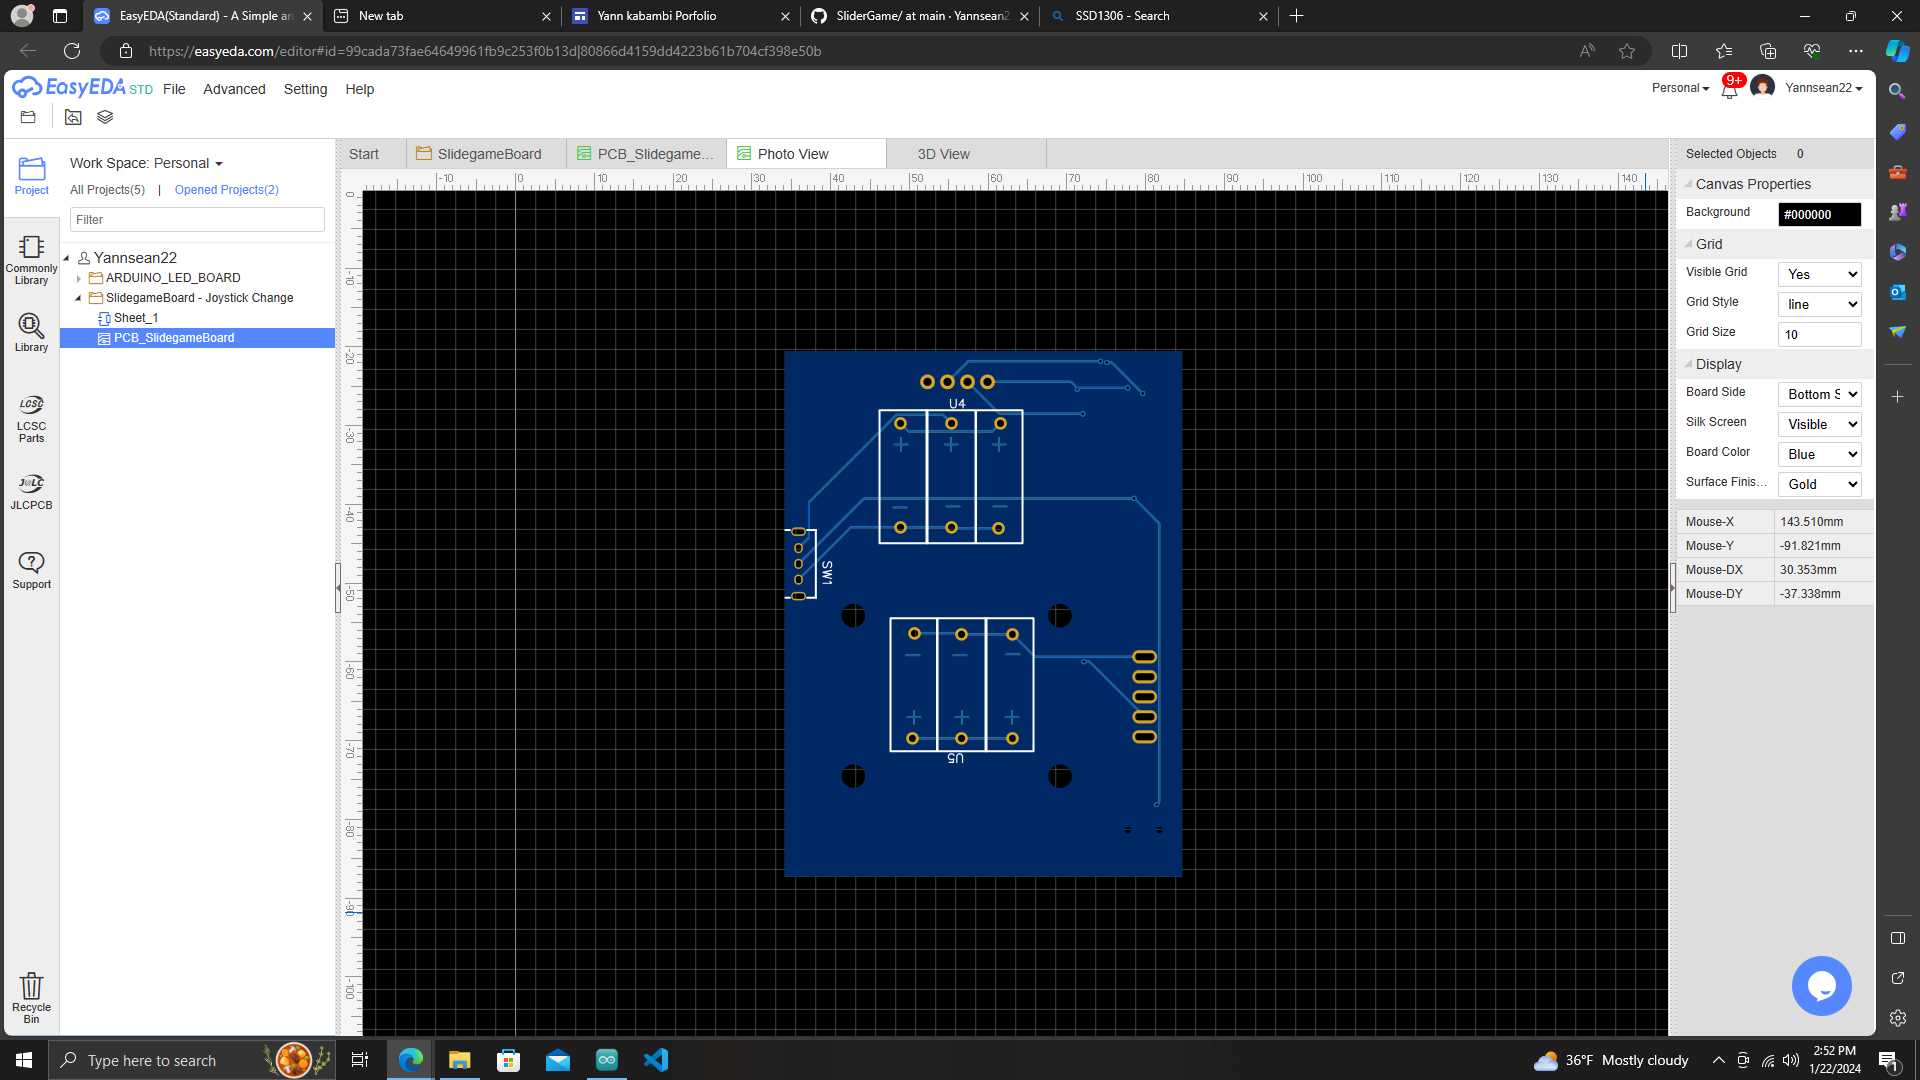 EasyEDA(Standard) - A Simple an
New tab
Yann kabambi Porfolio
SliderGame/ at main · Yannsean2
SSD1306 - Search
https://easyeda.com/editor#id=99cada73fae64649961fb9c253f0b13d|80866d4159dd4223b61b704cf398e50b
EasyEDA STD File Advanced Setting Help
Personal 9+ Yannsean22
Project
Commonly Library
Library
LCSC
LCSC Parts
JLCPCB
Support
Recycle Bin
Work Space: Personal
All Projects(5) | Opened Projects(2)
Filter
Yannsean22
ARDUINO_LED_BOARD
SlidegameBoard - Joystick Change
Sheet_1
PCB_SlidegameBoard
Start SlidegameBoard PCB_Slidegame... Photo View 3D View
-10 0 10 20 30 40 50 60 70 80 90 100 110 120 130 140
0
-10
-20
-30
-40
-50
-60
-70
-80
-90
-100
U4
+ + +
SW1
+ + +
U5
Selected Objects 0
Canvas Properties
Background #000000
Grid
Visible Grid Yes
Grid Style line
Grid Size 10
Display
Board Side Bottom S
Silk Screen Visible
Board Color Blue
Surface Finis... Gold
Mouse-X 143.510mm
Mouse-Y -91.821mm
Mouse-DX 30.353mm
Mouse-DY -37.338mm
Type here to search
36°F Mostly cloudy
2:52 PM
1/22/2024
1